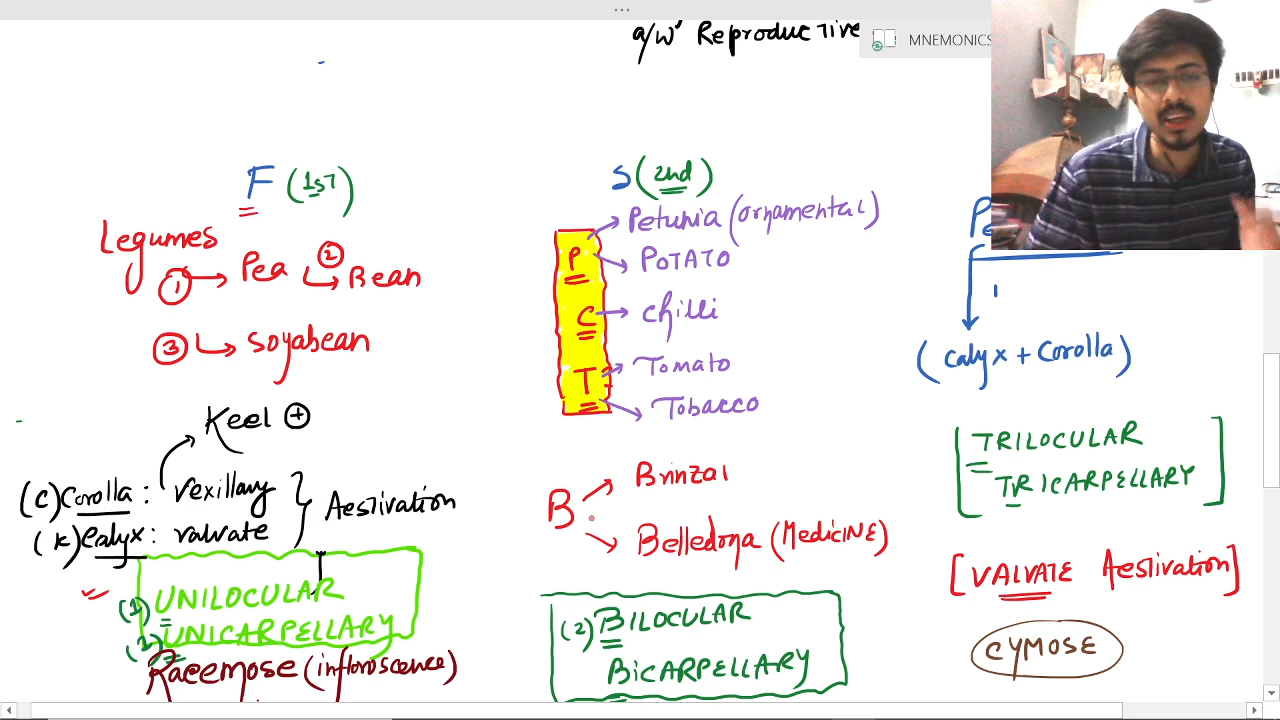 a/w' Reproductive
MNEMONICS
F (1st)
Legumes
① → Pea ② ↳ Bean
③ ↳ Soyabean
Keel ⊕
(C) Corolla : Vexillary
(K) Calyx : valvate
} Aestivation
(1) UNILOCULAR
(2) UNICARPELLARY
Racemose (infloroscence)
S (2nd)
P
Petunia (ornamental)
POTATO
C → chilli
T
Tomato
Tobacco
B
Brinzal
Belledona (MEDICINE)
(2) BILOCULAR
BiCARPELLARY
(Calyx + Corolla)
[TRILOCULAR
TRICARPELLARY]
[VALVATE Aestivation]
CYMOSE